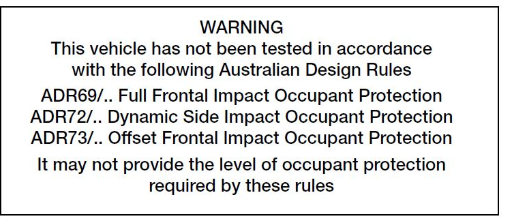 WARNING
This vehicle has not been tested in accordance
with the following Australian Design Rules
ADR69/.. Full Frontal Impact Occupant Protection
ADR72/.. Dynamic Side Impact Occupant Protection
ADR73/.. Offset Frontal Impact Occupant Protection
It may not provide the level of occupant protection
required by these rules